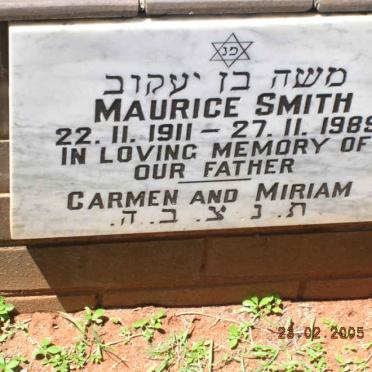 פנ
משה בן יעקוב
MAURICE SMITH
22. 11. 1911 – 27. 11. 1989
IN LOVING MEMORY OF
OUR FATHER
CARMEN AND MIRIAM
ת. נ. צ. ב. ה.
23.02.2005